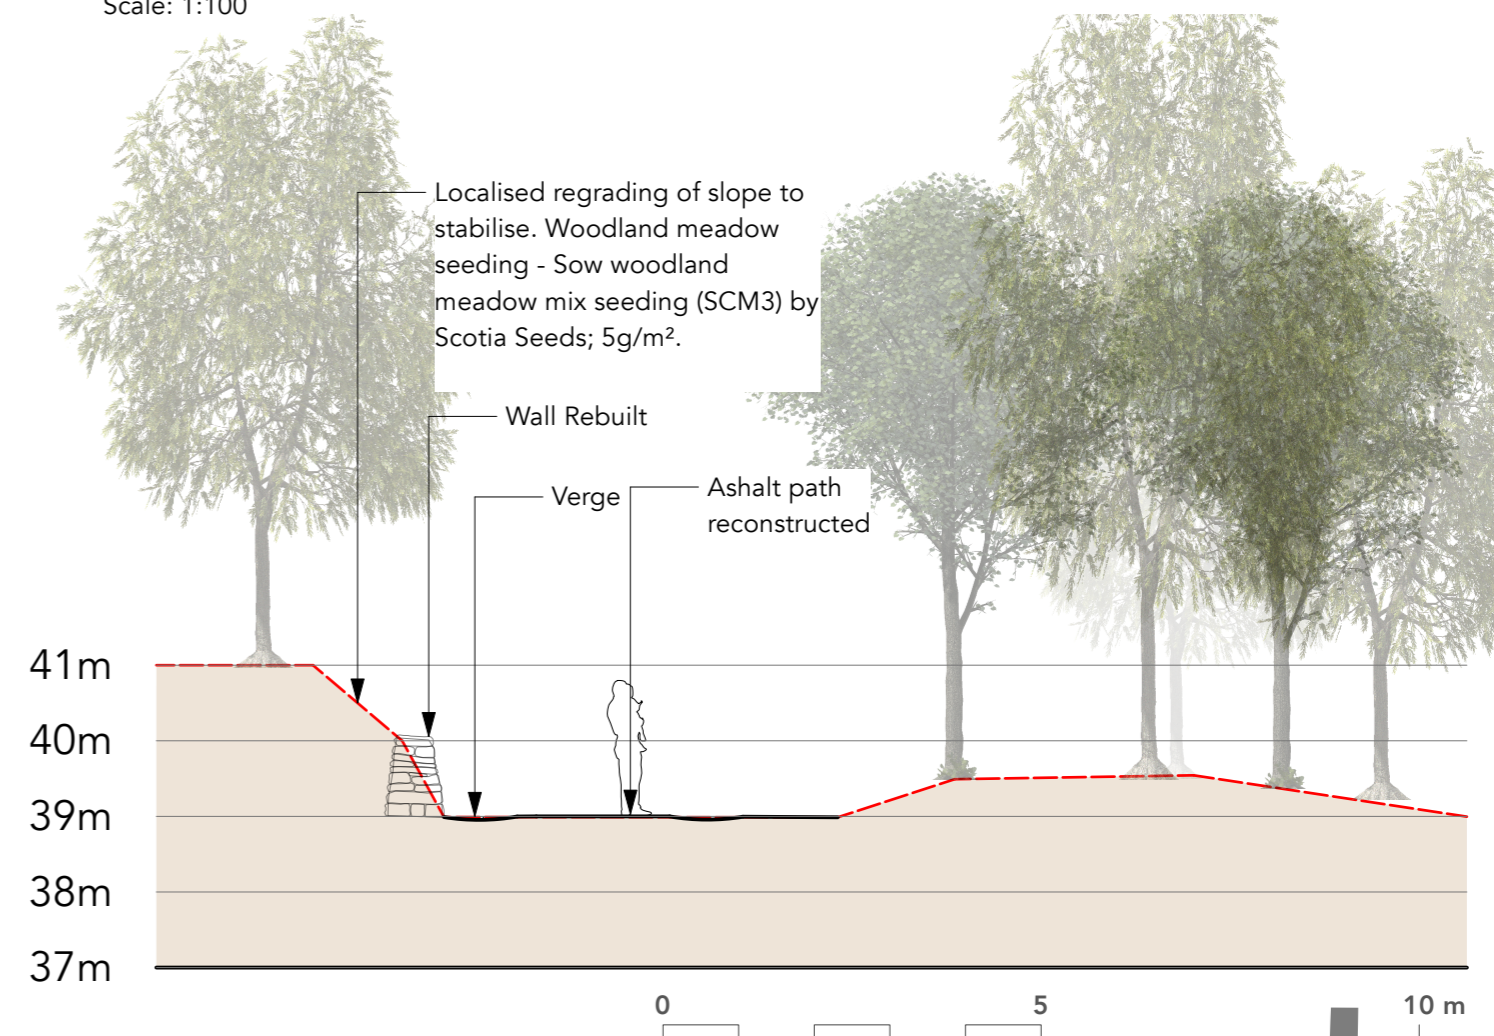 Scale: 1:100
Localised regrading of slope to
stabilise. Woodland meadow
seeding - Sow woodland
meadow mix seeding (SCM3) by
Scotia Seeds; 5g/m².
Wall Rebuilt
Verge
Ashalt path
reconstructed
41m
40m
39m
38m
37m
0 5 10 m